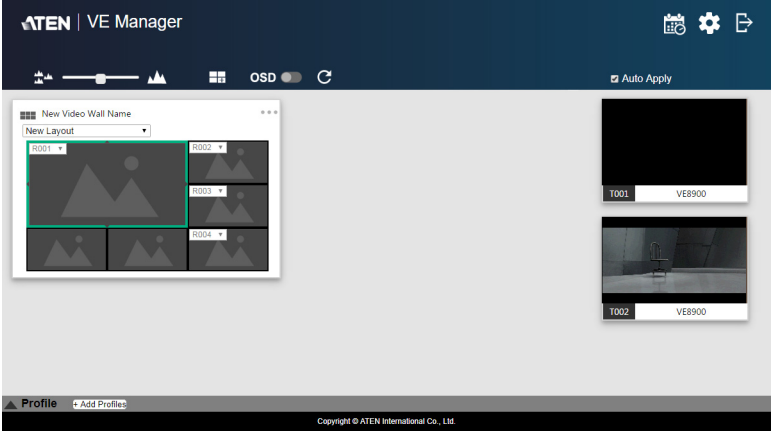 ATEN | VE Manager
OSD
Auto Apply
New Video Wall Name
New Layout
R001
R002
R003
R004
T001 VE8900
T002 VE8900
Profile + Add Profiles
Copyright © ATEN International Co., Ltd.